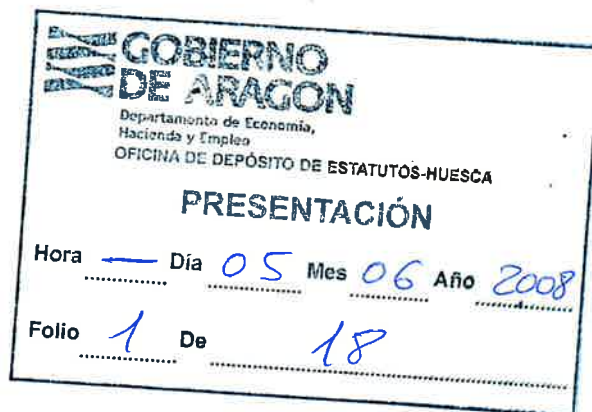 GOBIERNO
DE ARAGON
Departamento de Economía,
Hacienda y Empleo
OFICINA DE DEPÓSITO DE ESTATUTOS-HUESCA
PRESENTACIÓN
Hora — Día 05 Mes 06 Año 2008
Folio 1 De 18